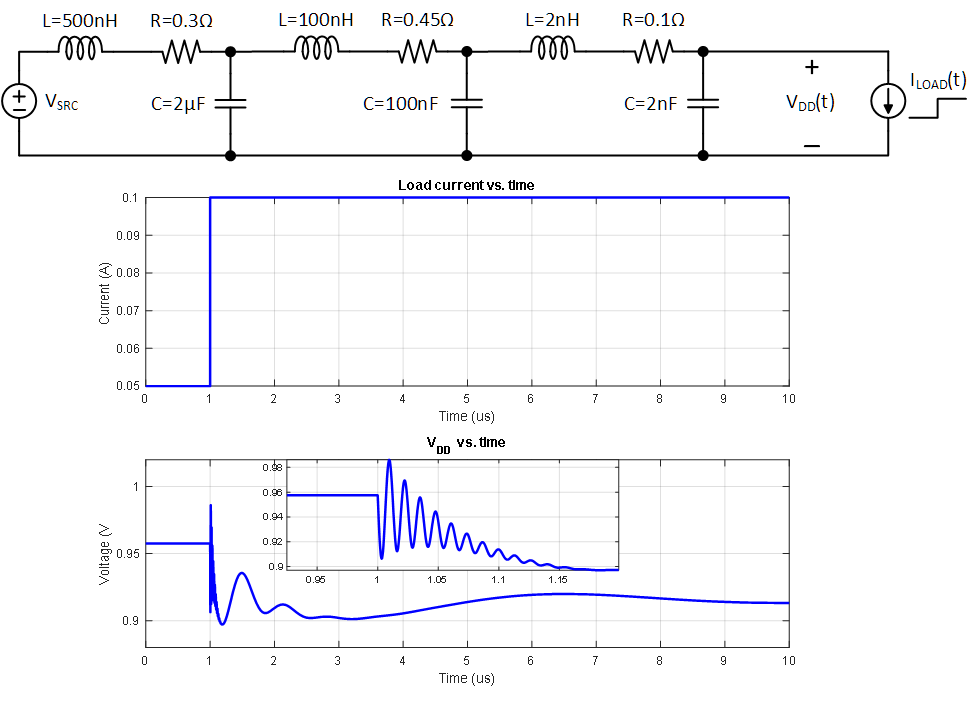 L=500nH R=0.3Ω L=100nH R=0.45Ω L=2nH R=0.1Ω
+
I_LOAD(t)
+ − V_SRC C=2µF C=100nF C=2nF V_DD(t)
−
Load current vs. time
0.1
0.09
0.08
0.07
0.06
0.05
Current (A)
0 1 2 3 4 5 6 7 8 9 10
Time (us)
V_DD vs. time
1
0.95
0.9
Voltage (V
0.98
0.96
0.94
0.92
0.9
0.95 1 1.05 1.1 1.15
0 1 2 3 4 5 6 7 8 9 10
Time (us)